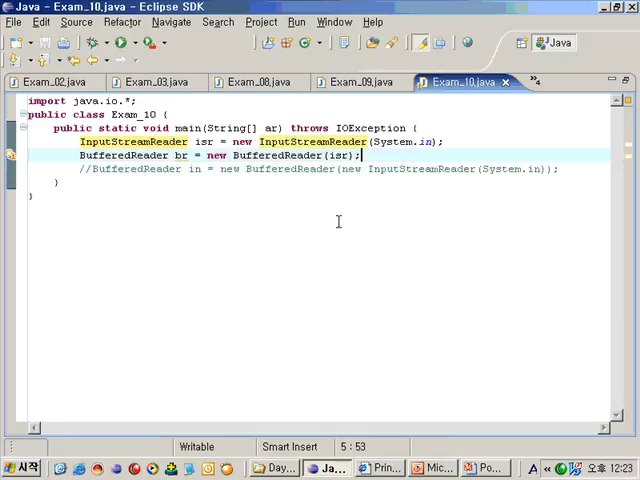 Java - Exam_10.java - Eclipse SDK
File Edit Source Refactor Navigate Search Project Run Window Help
Java
Exam_02.java Exam_03.java Exam_08.java Exam_09.java Exam_10.java »4
import java.io.*;
public class Exam_10 {
public static void main(String[] ar) throws IOException {
InputStreamReader isr = new InputStreamReader(System.in);
BufferedReader br = new BufferedReader(isr);
//BufferedReader in = new BufferedReader(new InputStreamReader(System.in));
}
}
Writable Smart Insert 5 : 53
시작 Day... Ja... Prin... Mic... Po... A 오후 12:23